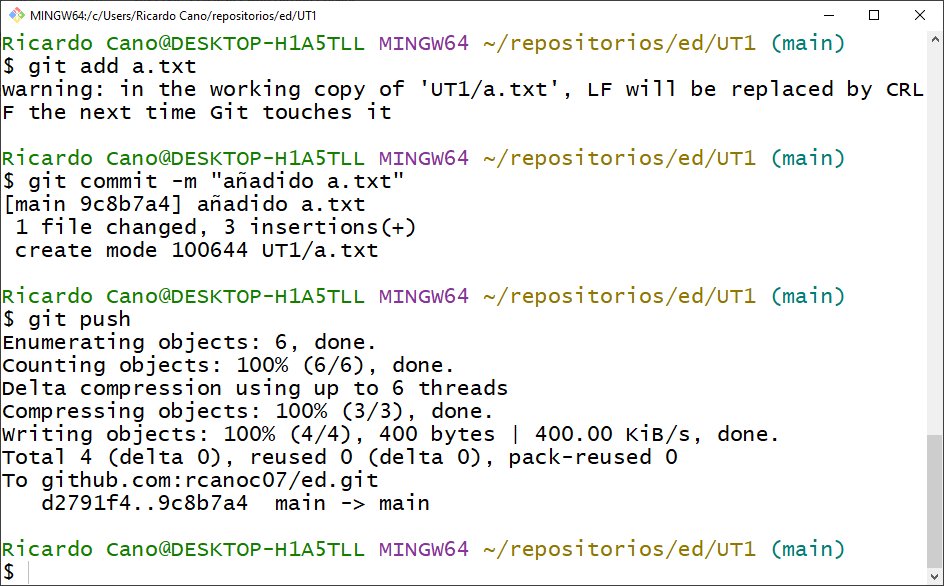 MINGW64:/c/Users/Ricardo Cano/repositorios/ed/UT1
Ricardo Cano@DESKTOP-H1A5TLL MINGW64 ~/repositorios/ed/UT1 (main)
$ git add a.txt
warning: in the working copy of 'UT1/a.txt', LF will be replaced by CRL
F the next time Git touches it
Ricardo Cano@DESKTOP-H1A5TLL MINGW64 ~/repositorios/ed/UT1 (main)
$ git commit -m "añadido a.txt"
[main 9c8b7a4] añadido a.txt
 1 file changed, 3 insertions(+)
 create mode 100644 UT1/a.txt
Ricardo Cano@DESKTOP-H1A5TLL MINGW64 ~/repositorios/ed/UT1 (main)
$ git push
Enumerating objects: 6, done.
Counting objects: 100% (6/6), done.
Delta compression using up to 6 threads
Compressing objects: 100% (3/3), done.
Writing objects: 100% (4/4), 400 bytes | 400.00 KiB/s, done.
Total 4 (delta 0), reused 0 (delta 0), pack-reused 0
To github.com:rcanoc07/ed.git
   d2791f4..9c8b7a4  main -> main
Ricardo Cano@DESKTOP-H1A5TLL MINGW64 ~/repositorios/ed/UT1 (main)
$